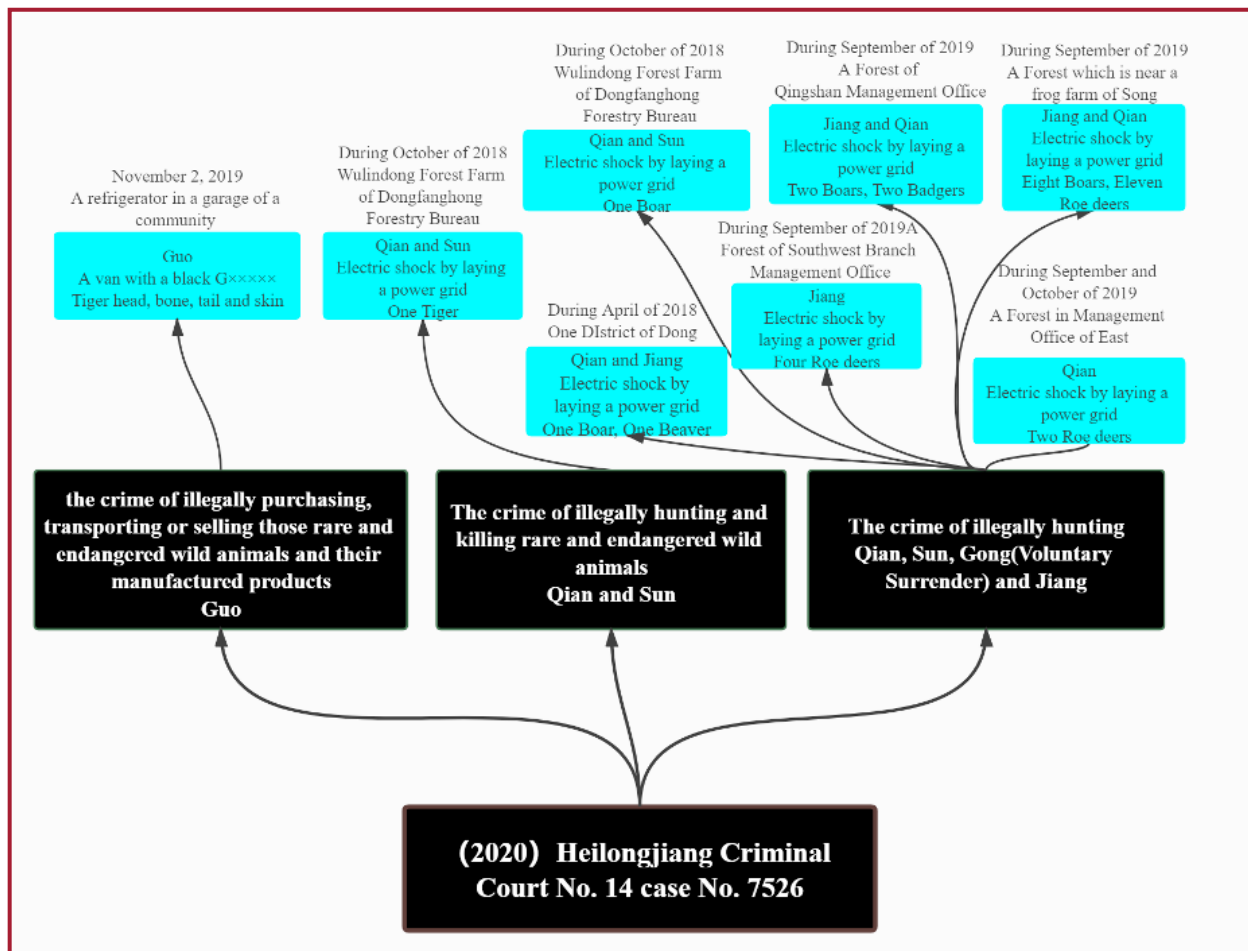 During October of 2018
Wulindong Forest Farm
of Dongfanghong
Forestry Bureau
Qian and Sun
Electric shock by laying a
power grid
One Boar
During September of 2019
A Forest of
Qingshan Management Office
Jiang and Qian
Electric shock by laying a
power grid
Two Boars, Two Badgers
During September of 2019
A Forest which is near a
frog farm of Song
Jiang and Qian
Electric shock by
laying a power grid
Eight Boars, Eleven
Roe deers
During October of 2018
Wulindong Forest Farm
of Dongfanghong
Forestry Bureau
Qian and Sun
Electric shock by laying
a power grid
One Tiger
November 2, 2019
A refrigerator in a garage of a
community
Guo
A van with a black G×××××
Tiger head, bone, tail and skin
During September of 2019A
Forest of Southwest Branch
Management Office
Jiang
Electric shock by
laying a power grid
Four Roe deers
During September and
October of 2019
A Forest in Management
Office of East
Qian
Electric shock by laying a
power grid
Two Roe deers
During April of 2018
One DIstrict of Dong
Qian and Jiang
Electric shock by
laying a power grid
One Boar, One Beaver
the crime of illegally purchasing,
transporting or selling those rare and
endangered wild animals and their
manufactured products
Guo
The crime of illegally hunting and
killing rare and endangered wild
animals
Qian and Sun
The crime of illegally hunting
Qian, Sun, Gong(Voluntary
Surrender) and Jiang
（2020）Heilongjiang Criminal
Court No. 14 case No. 7526